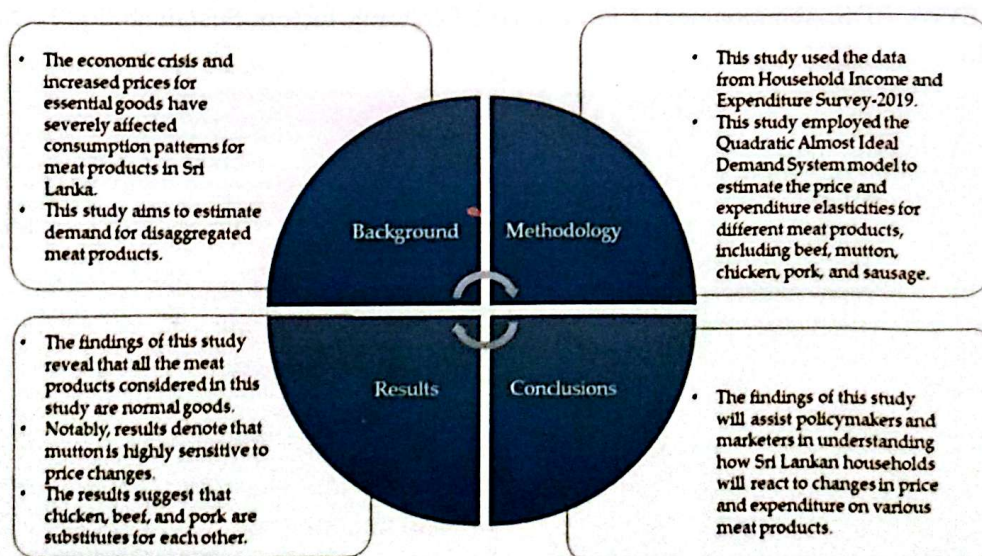 • The economic crisis and
increased prices for
essential goods have
severely affected
consumption patterns for
meat products in Sri
Lanka.
• This study aims to estimate
demand for disaggregated
meat products.
Background
Methodology
• This study used the data
from Household Income and
Expenditure Survey-2019.
• This study employed the
Quadratic Almost Ideal
Demand System model to
estimate the price and
expenditure elasticities for
different meat products,
including beef, mutton,
chicken, pork, and sausage.
• The findings of this study
reveal that all the meat
products considered in this
study are normal goods.
• Notably, results denote that
mutton is highly sensitive to
price changes.
• The results suggest that
chicken, beef, and pork are
substitutes for each other.
Results
Conclusions
• The findings of this study
will assist policymakers and
marketers in understanding
how Sri Lankan households
will react to changes in price
and expenditure on various
meat products.